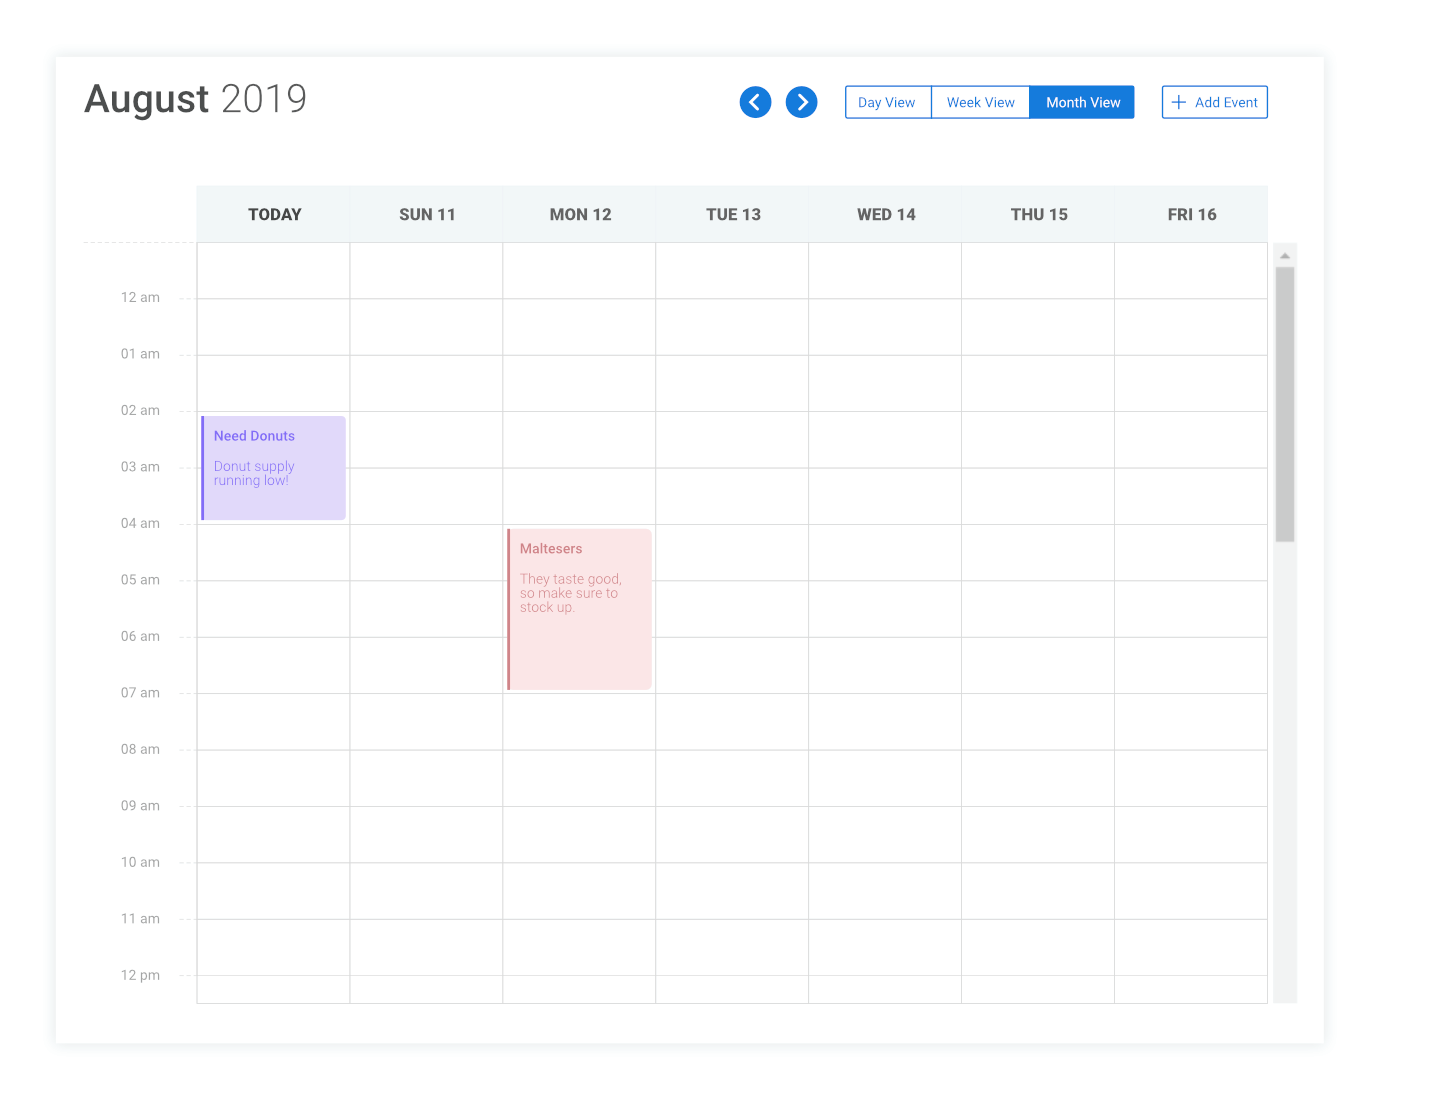 August 2019
Day View
Week View
Month View
Add Event
TODAY
SUN 11
MON 12
TUE 13
WED 14
THU 15
FRI 16
12 am
01 am
02 am
Need Donuts
03 am
Donut supply
running low!
04 am
Maltesers
05 am
They taste good,
so make sure to
stock up.
06 am
07 am
08 am
09 am
10 am
11 am
12 pm